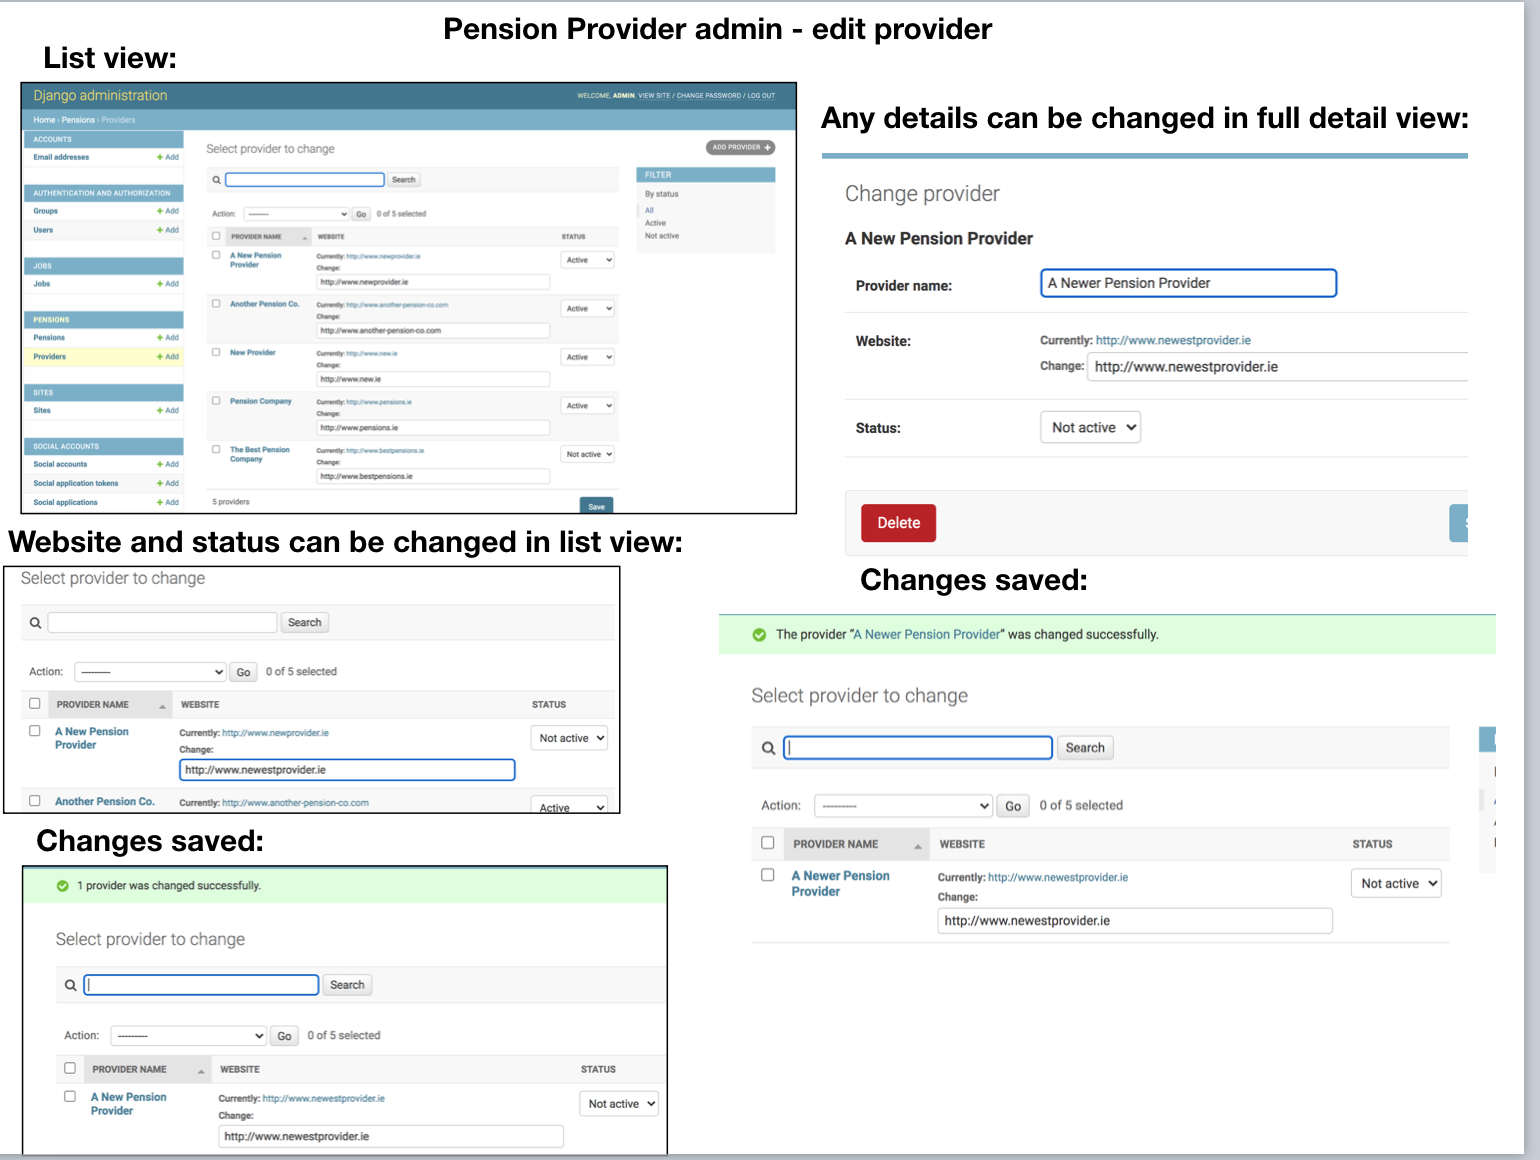 Pension Provider admin - edit provider
List view:
Django administration
WELCOME, ADMIN. VIEW SITE / CHANGE PASSWORD / LOG OUT
Home › Pensions › Providers
ACCOUNTS
Email addresses + Add
AUTHENTICATION AND AUTHORIZATION
Groups + Add
Users + Add
JOBS
Jobs + Add
PENSIONS
Pensions + Add
Providers + Add
SITES
Sites + Add
SOCIAL ACCOUNTS
Social accounts + Add
Social application tokens + Add
Social applications + Add
Select provider to change
ADD PROVIDER +
Search
Action: --------- Go 0 of 5 selected
PROVIDER NAME WEBSITE STATUS
A New Pension Provider
Currently: http://www.newprovider.ie
Change:
http://www.newprovider.ie
Active
Another Pension Co.
Currently: http://www.another-pension-co.com
Change:
http://www.another-pension-co.com
Active
New Provider
Currently: http://www.new.ie
Change:
http://www.new.ie
Active
Pension Company
Currently: http://www.pensions.ie
Change:
http://www.pensions.ie
Active
The Best Pension Company
Currently: http://www.bestpensions.ie
Change:
http://www.bestpensions.ie
Not active
5 providers
Save
FILTER
By status
All
Active
Not active
Website and status can be changed in list view:
Select provider to change
Search
Action: --------- Go 0 of 5 selected
PROVIDER NAME WEBSITE STATUS
A New Pension Provider
Currently: http://www.newprovider.ie
Change:
http://www.newestprovider.ie
Not active
Another Pension Co.
Currently: http://www.another-pension-co.com
Active
Changes saved:
1 provider was changed successfully.
Select provider to change
Search
Action: --------- Go 0 of 5 selected
PROVIDER NAME WEBSITE STATUS
A New Pension Provider
Currently: http://www.newestprovider.ie
Change:
http://www.newestprovider.ie
Not active
Any details can be changed in full detail view:
Change provider
A New Pension Provider
Provider name: A Newer Pension Provider
Website:
Currently: http://www.newestprovider.ie
Change: http://www.newestprovider.ie
Status: Not active
Delete
Changes saved:
The provider “A Newer Pension Provider” was changed successfully.
Select provider to change
Search
Action: --------- Go 0 of 5 selected
PROVIDER NAME WEBSITE STATUS
A Newer Pension Provider
Currently: http://www.newestprovider.ie
Change:
http://www.newestprovider.ie
Not active